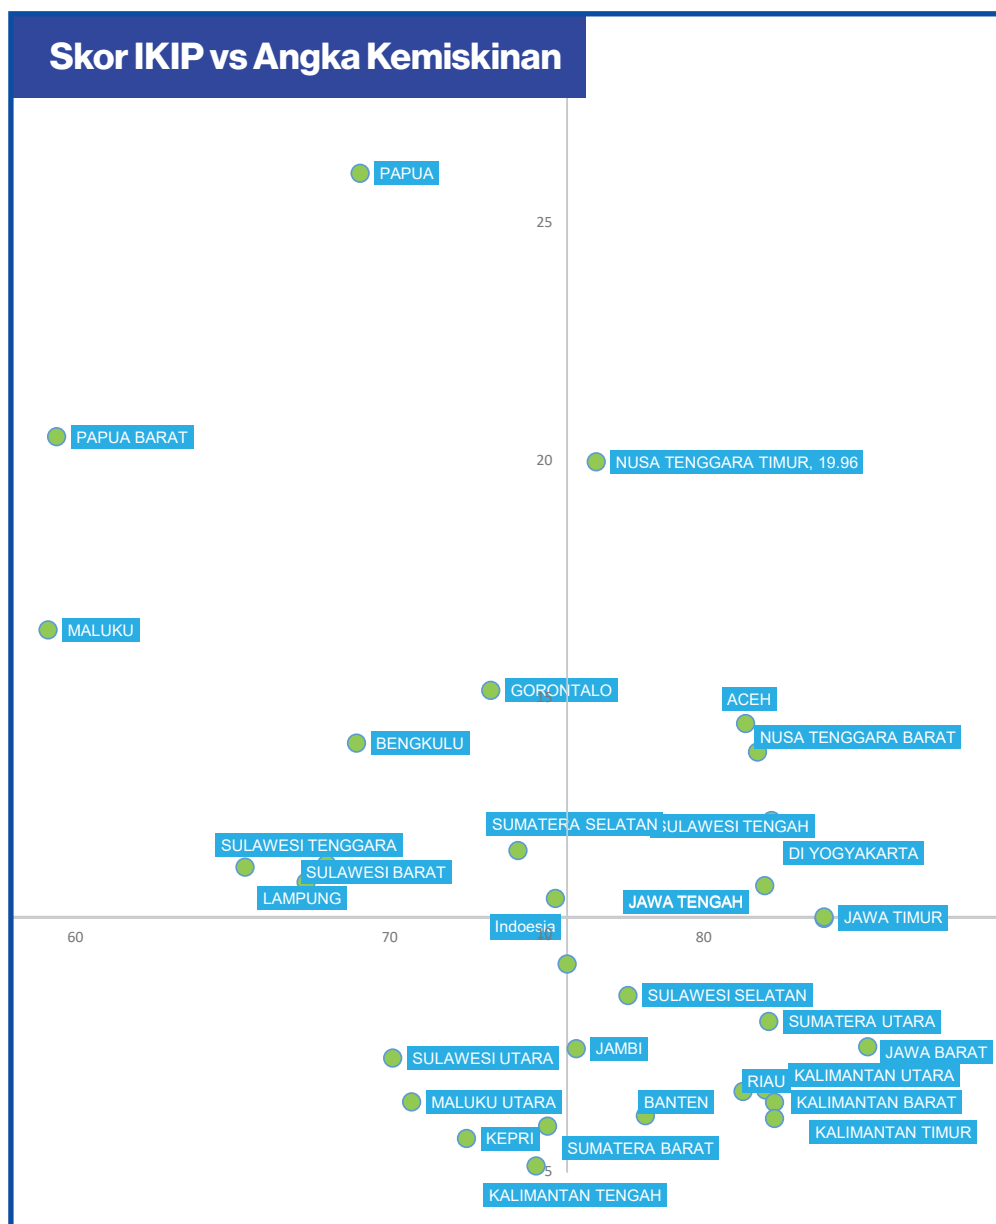 Skor IKIP vs Angka Kemiskinan
PAPUA
25
PAPUA BARAT
20
NUSA TENGGARA TIMUR, 19.96
MALUKU
GORONTALO
15
ACEH
BENGKULU
NUSA TENGGARA BARAT
SUMATERA SELATAN
SULAWESI TENGAH
SULAWESI TENGGARA
DI YOGYAKARTA
SULAWESI BARAT
LAMPUNG
JAWA TENGAH
JAWA TIMUR
Indoesia
10
60
70
80
SULAWESI SELATAN
SUMATERA UTARA
JAMBI
JAWA BARAT
SULAWESI UTARA
KALIMANTAN UTARA
RIAU
MALUKU UTARA
BANTEN
KALIMANTAN BARAT
KEPRI
KALIMANTAN TIMUR
SUMATERA BARAT
5
KALIMANTAN TENGAH